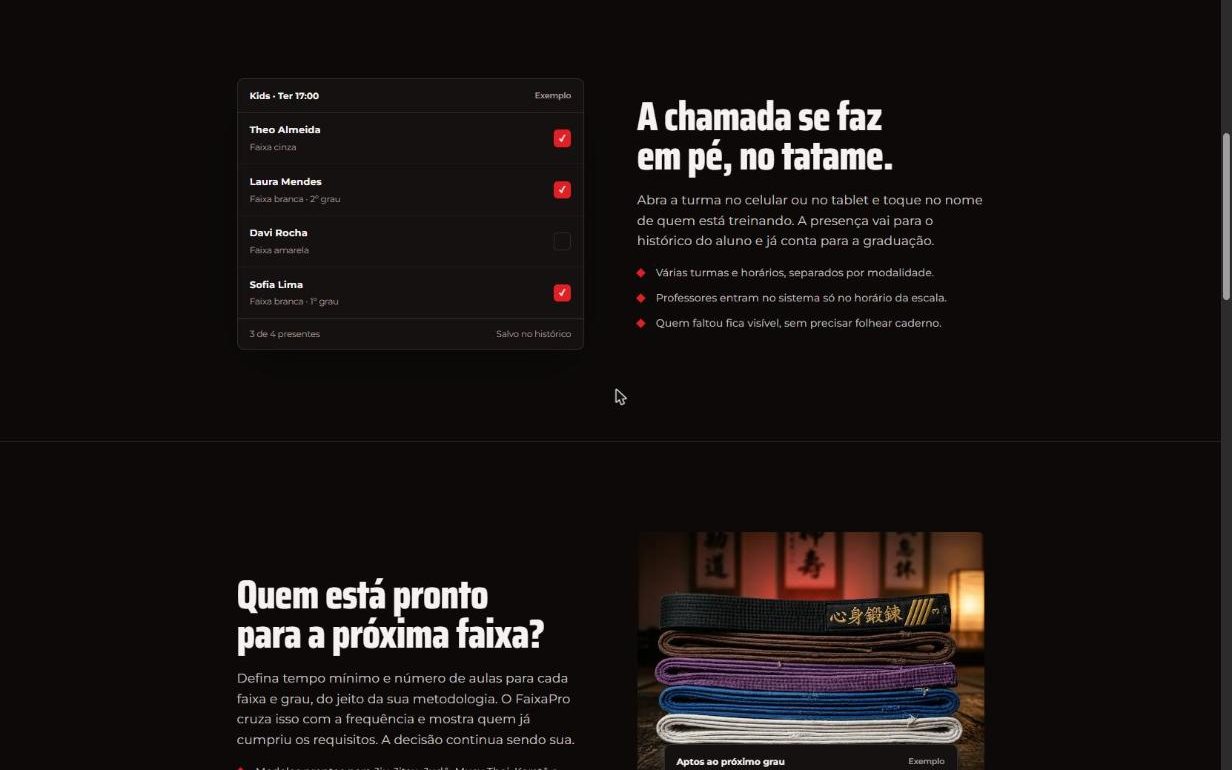 Kids · Ter 17:00
Exemplo
Theo Almeida
Faixa cinza
Laura Mendes
Faixa branca · 2º grau
Davi Rocha
Faixa amarela
Sofia Lima
Faixa branca · 1º grau
3 de 4 presentes
Salvo no histórico
A chamada se faz
em pé, no tatame.
Abra a turma no celular ou no tablet e toque no nome
de quem está treinando. A presença vai para o
histórico do aluno e já conta para a graduação.
Várias turmas e horários, separados por modalidade.
Professores entram no sistema só no horário da escala.
Quem faltou fica visível, sem precisar folhear caderno.
Quem está pronto
para a próxima faixa?
Defina tempo mínimo e número de aulas para cada
faixa e grau, do jeito da sua metodologia. O FaixaPro
cruza isso com a frequência e mostra quem já
cumpriu os requisitos. A decisão continua sendo sua.
心身鍛錬
Aptos ao próximo grau
Exemplo